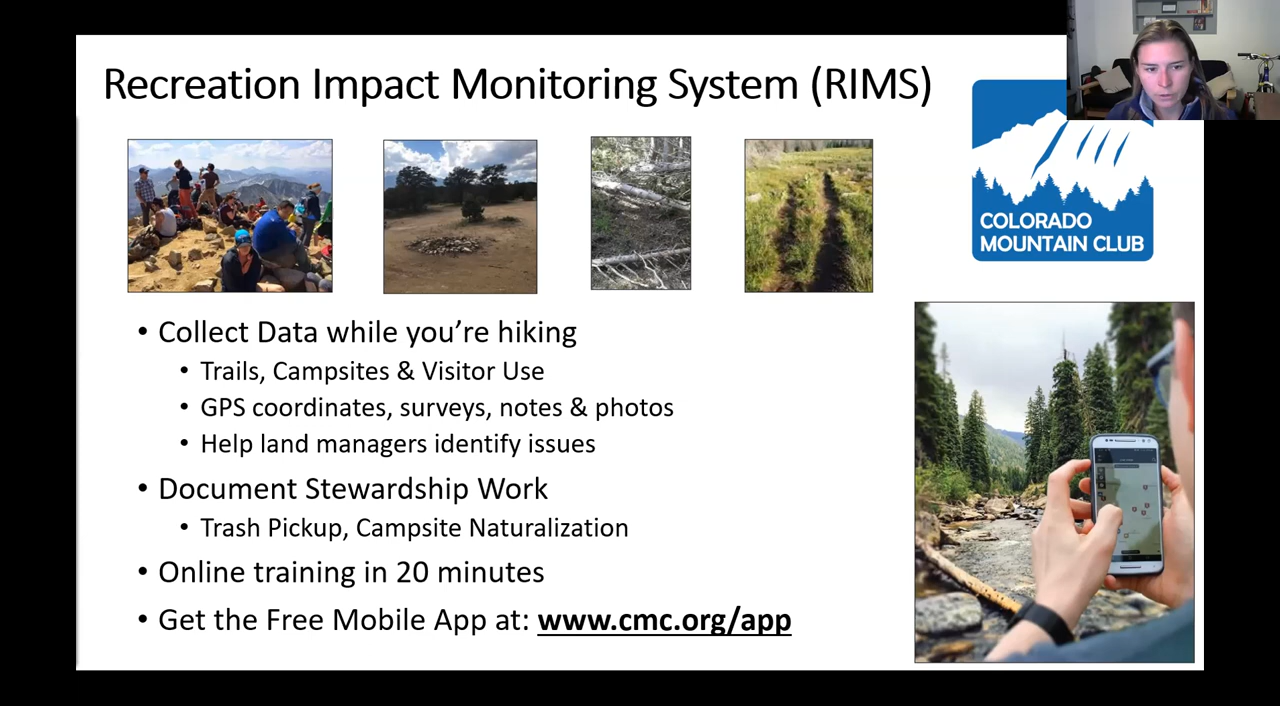 Recreation Impact Monitoring System (RIMS)
COLORADO
MOUNTAIN CLUB
• Collect Data while you’re hiking
• Trails, Campsites & Visitor Use
• GPS coordinates, surveys, notes & photos
• Help land managers identify issues
• Document Stewardship Work
• Trash Pickup, Campsite Naturalization
• Online training in 20 minutes
• Get the Free Mobile App at: www.cmc.org/app